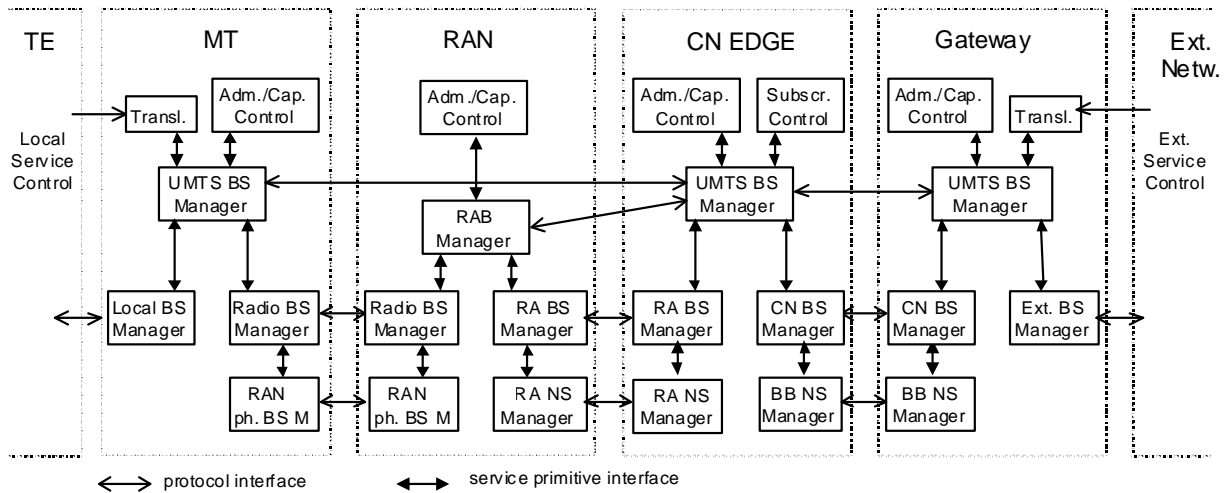 TE
MT
RAN
CN EDGE
Gateway
Ext.
Netw.
Adm./Cap.
Control
Transl.
Adm./Cap.
Control
Adm./Cap.
Control
Subscr.
Control
Adm./Cap.
Control
Transl.
Local
Service
Control
Ext.
Service
Control
UMTS BS
Manager
RAB
Manager
UMTS BS
Manager
UMTS BS
Manager
Local BS
Manager
Radio BS
Manager
Radio BS
Manager
RA BS
Manager
RA BS
Manager
CN BS
Manager
CN BS
Manager
Ext. BS
Manager
RAN
ph. BS M
RAN
ph. BS M
RA NS
Manager
RA NS
Manager
BB NS
Manager
BB NS
Manager
protocol interface
service primitive interface